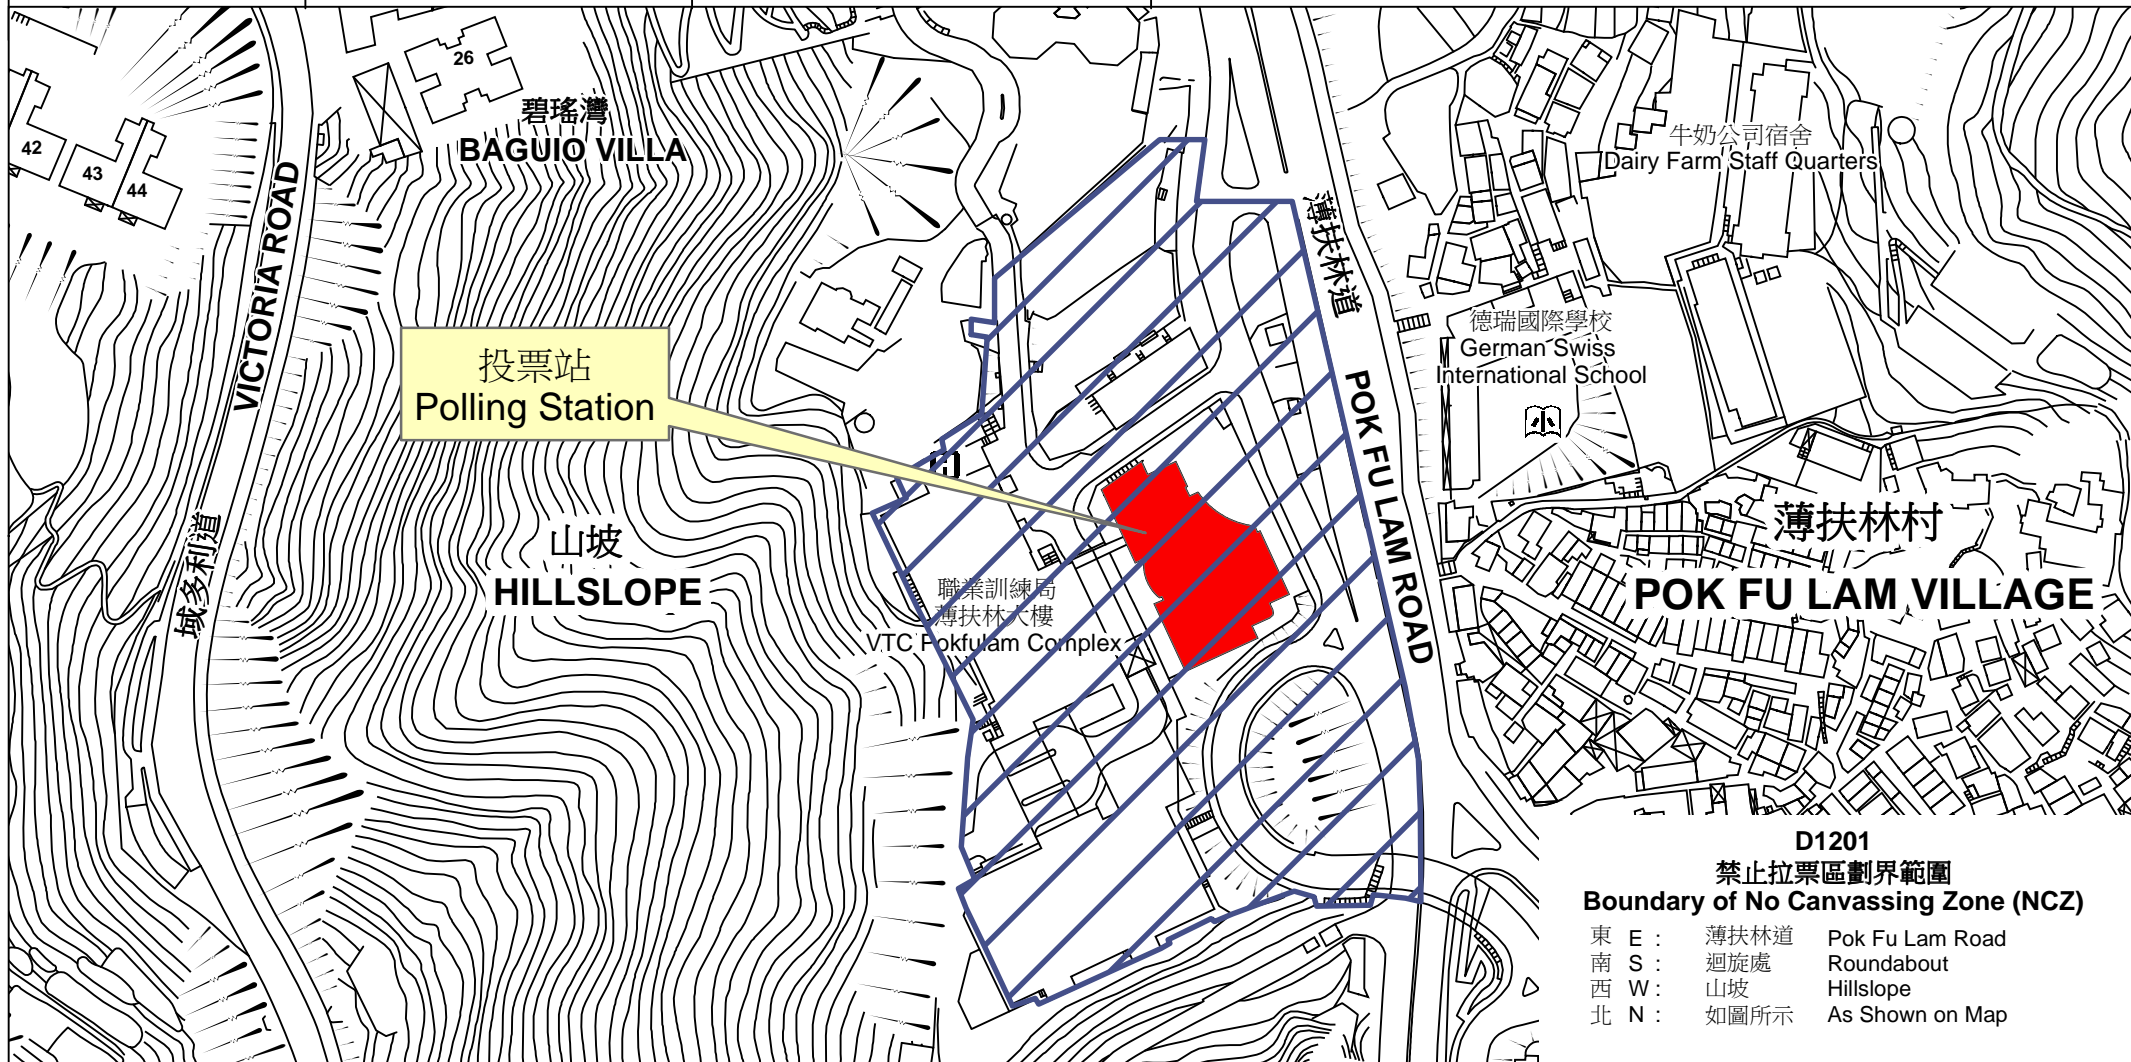 26
碧瑤灣
BAGUIO VILLA
42
43
44
VICTORIA ROAD
域多利道
投票站
Polling Station
山坡
HILLSLOPE
職業訓練局
薄扶林大樓
VTC Pokfulam Complex
薄扶林道
POK FU LAM ROAD
牛奶公司宿舍
Dairy Farm Staff Quarters
德瑞國際學校
German Swiss
International School
小
薄扶林村
POK FU LAM VILLAGE
D1201
禁止拉票區劃界範圍
Boundary of No Canvassing Zone (NCZ)
東 E : 薄扶林道 Pok Fu Lam Road
南 S : 迴旋處 Roundabout
西 W : 山坡 Hillslope
北 N : 如圖所示 As Shown on Map